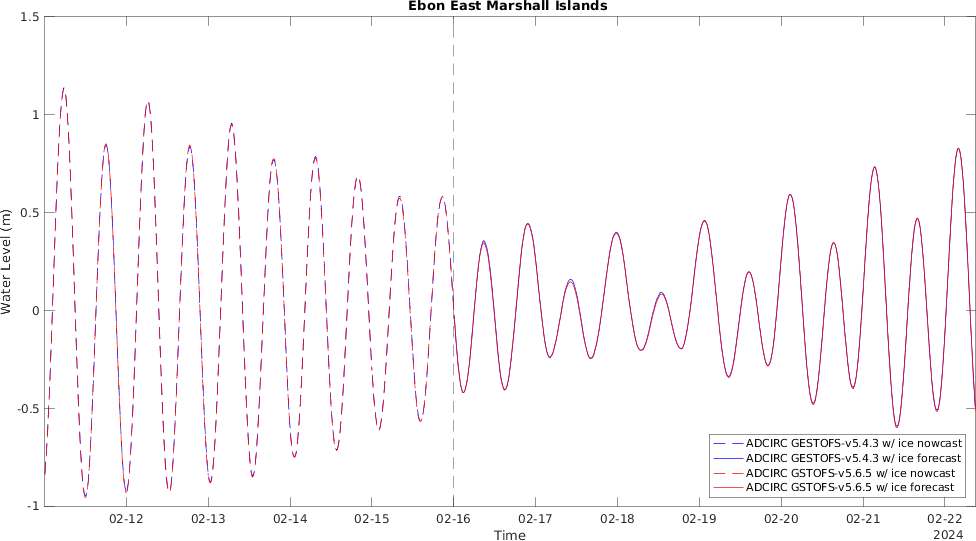 Ebon East Marshall Islands
1.5
1
0.5
0
-0.5
-1
Water Level (m)
ADCIRC GESTOFS-v5.4.3 w/ ice nowcast
ADCIRC GESTOFS-v5.4.3 w/ ice forecast
ADCIRC GSTOFS-v5.6.5 w/ ice nowcast
ADCIRC GSTOFS-v5.6.5 w/ ice forecast
02-12 02-13 02-14 02-15 02-16 02-17 02-18 02-19 02-20 02-21 02-22
Time
2024